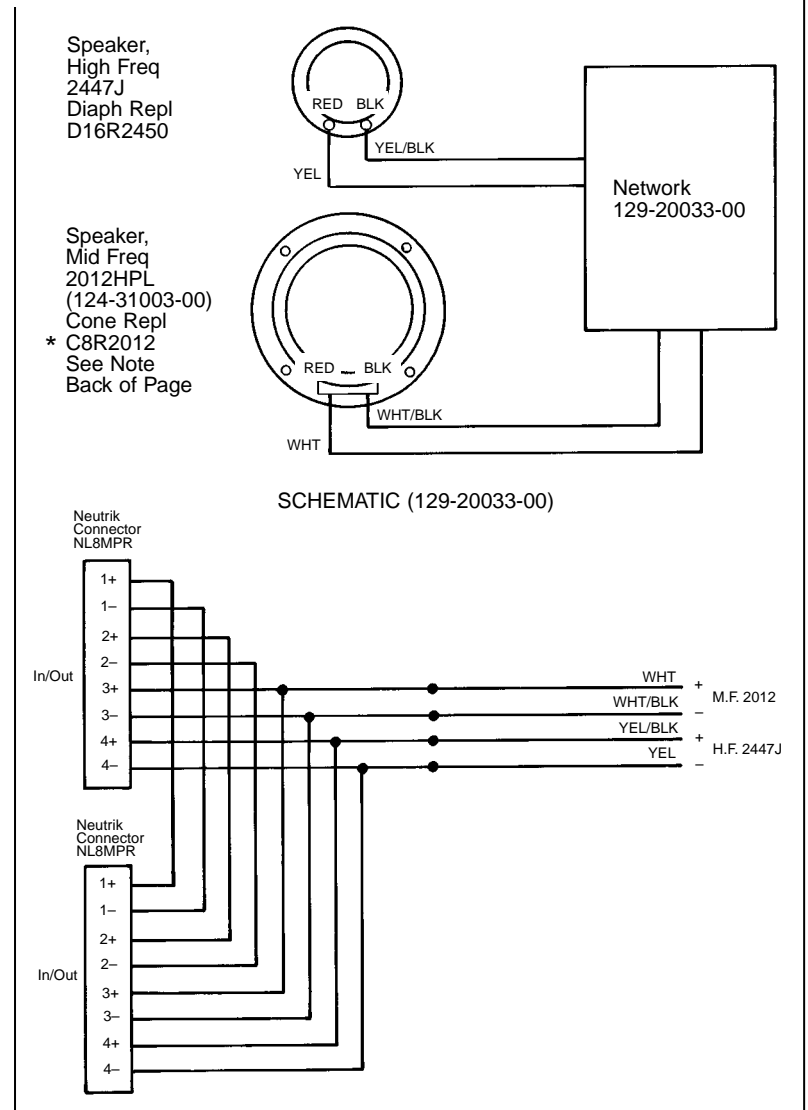 Speaker,
High Freq
2447J
Diaph Repl
D16R2450
RED BLK
YEL/BLK
YEL
Network
129-20033-00
Speaker,
Mid Freq
2012HPL
(124-31003-00)
Cone Repl
* C8R2012
See Note
Back of Page
RED – BLK
WHT/BLK
WHT
SCHEMATIC (129-20033-00)
Neutrik
Connector
NL8MPR
1+
1–
2+
2–
In/Out
3+
3–
4+
4–
WHT +
M.F. 2012
WHT/BLK –
YEL/BLK +
H.F. 2447J
YEL –
Neutrik
Connector
NL8MPR
1+
1–
2+
2–
In/Out
3+
3–
4+
4–